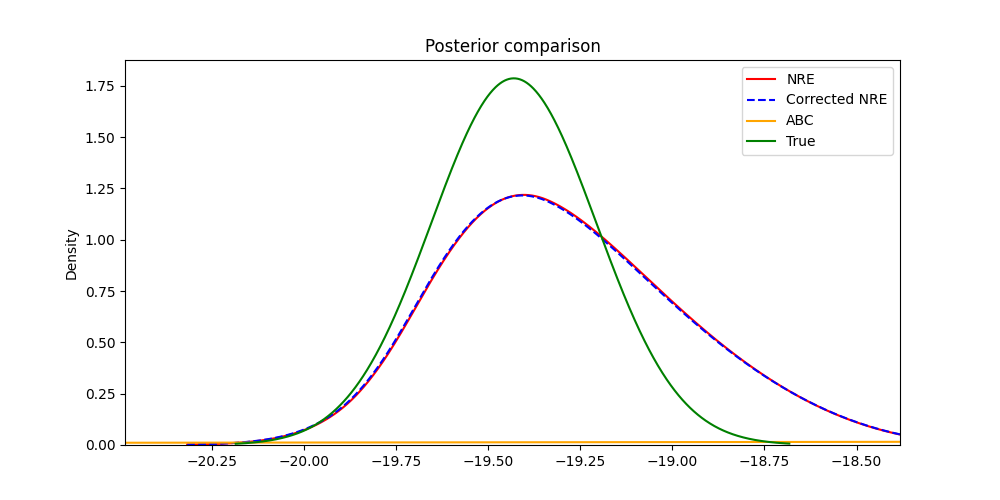 Posterior comparison
NRE
Corrected NRE
ABC
True
Density
1.75
1.50
1.25
1.00
0.75
0.50
0.25
0.00
−20.25 −20.00 −19.75 −19.50 −19.25 −19.00 −18.75 −18.50